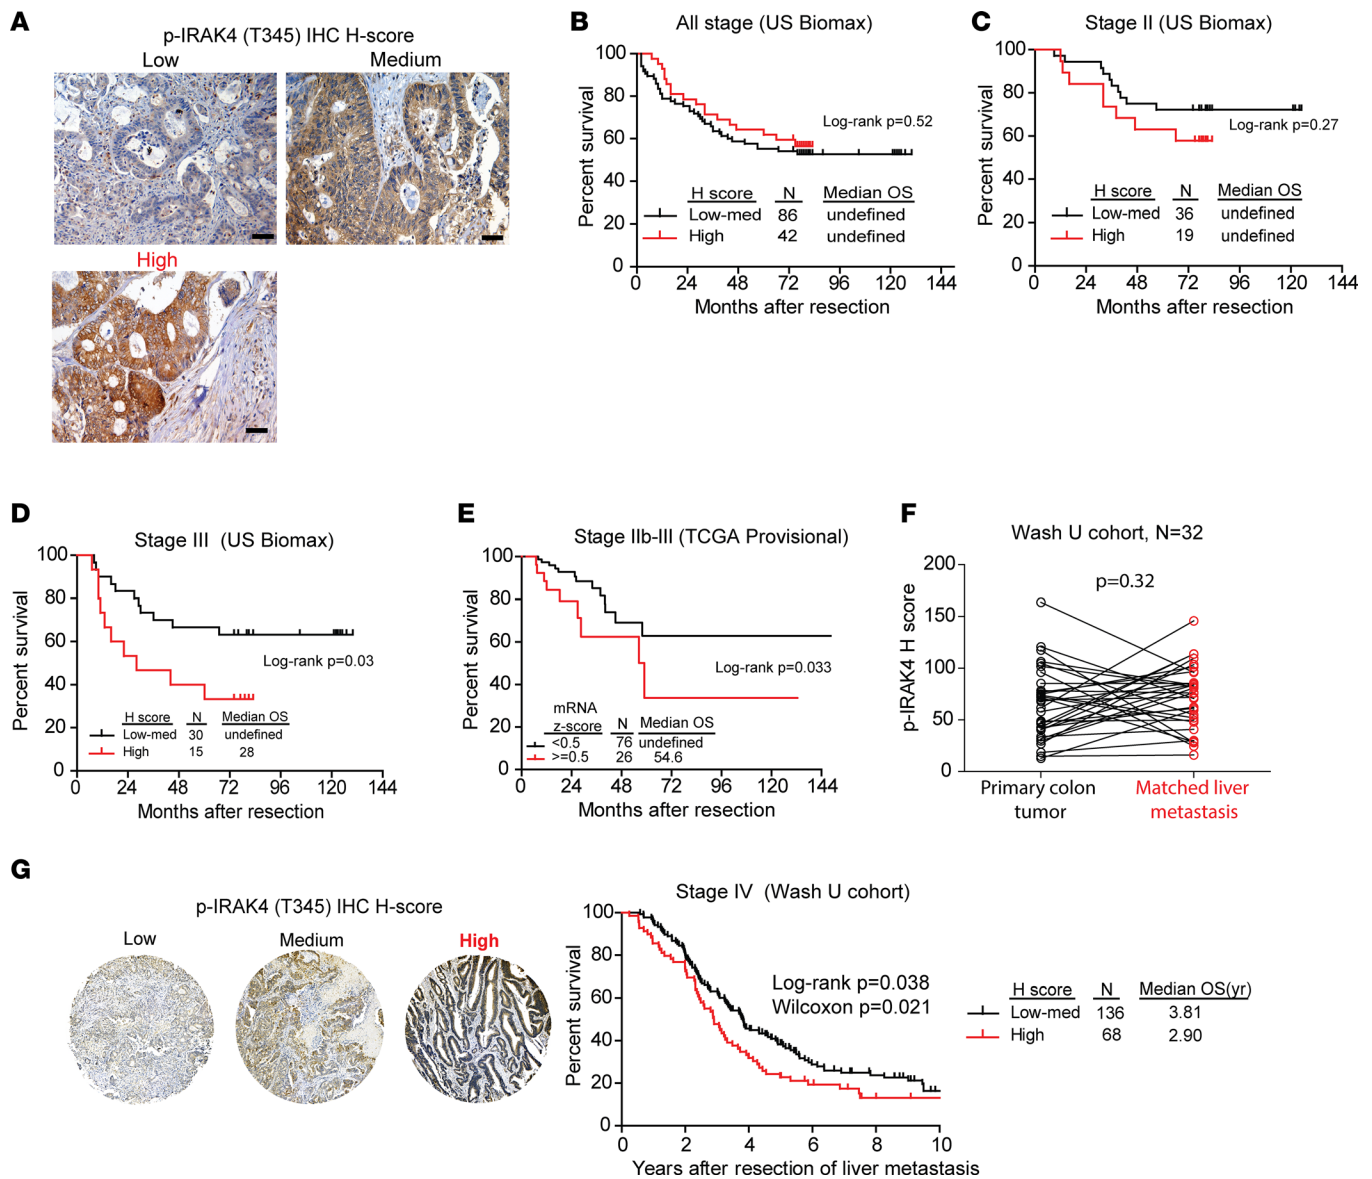 A
p-IRAK4 (T345) IHC H-score
Low
Medium
High
B
All stage (US Biomax)
Percent survival
100
80
60
40
20
0
Log-rank p=0.52
H score N Median OS
Low-med 86 undefined
High 42 undefined
0 24 48 72 96 120 144
Months after resection
C
Stage II (US Biomax)
Percent survival
100
80
60
40
20
0
Log-rank p=0.27
H score N Median OS
Low-med 36 undefined
High 19 undefined
0 24 48 72 96 120 144
Months after resection
D
Stage III (US Biomax)
Percent survival
100
80
60
40
20
0
Log-rank p=0.03
H score N Median OS
Low-med 30 undefined
High 15 28
0 24 48 72 96 120 144
Months after resection
E
Stage IIb-III (TCGA Provisional)
Percent survival
100
80
60
40
20
0
Log-rank p=0.033
mRNA
z-score N Median OS
<0.5 76 undefined
>=0.5 26 54.6
0 24 48 72 96 120 144
Months after resection
F
Wash U cohort, N=32
p-IRAK4 H score
200
150
100
50
0
p=0.32
Primary colon
tumor
Matched liver
metastasis
G
p-IRAK4 (T345) IHC H-score
Low
Medium
High
Stage IV (Wash U cohort)
Percent survival
100
80
60
40
20
0
Log-rank p=0.038
Wilcoxon p=0.021
0 2 4 6 8 10
Years after resection of liver metastasis
H score N Median OS(yr)
Low-med 136 3.81
High 68 2.90